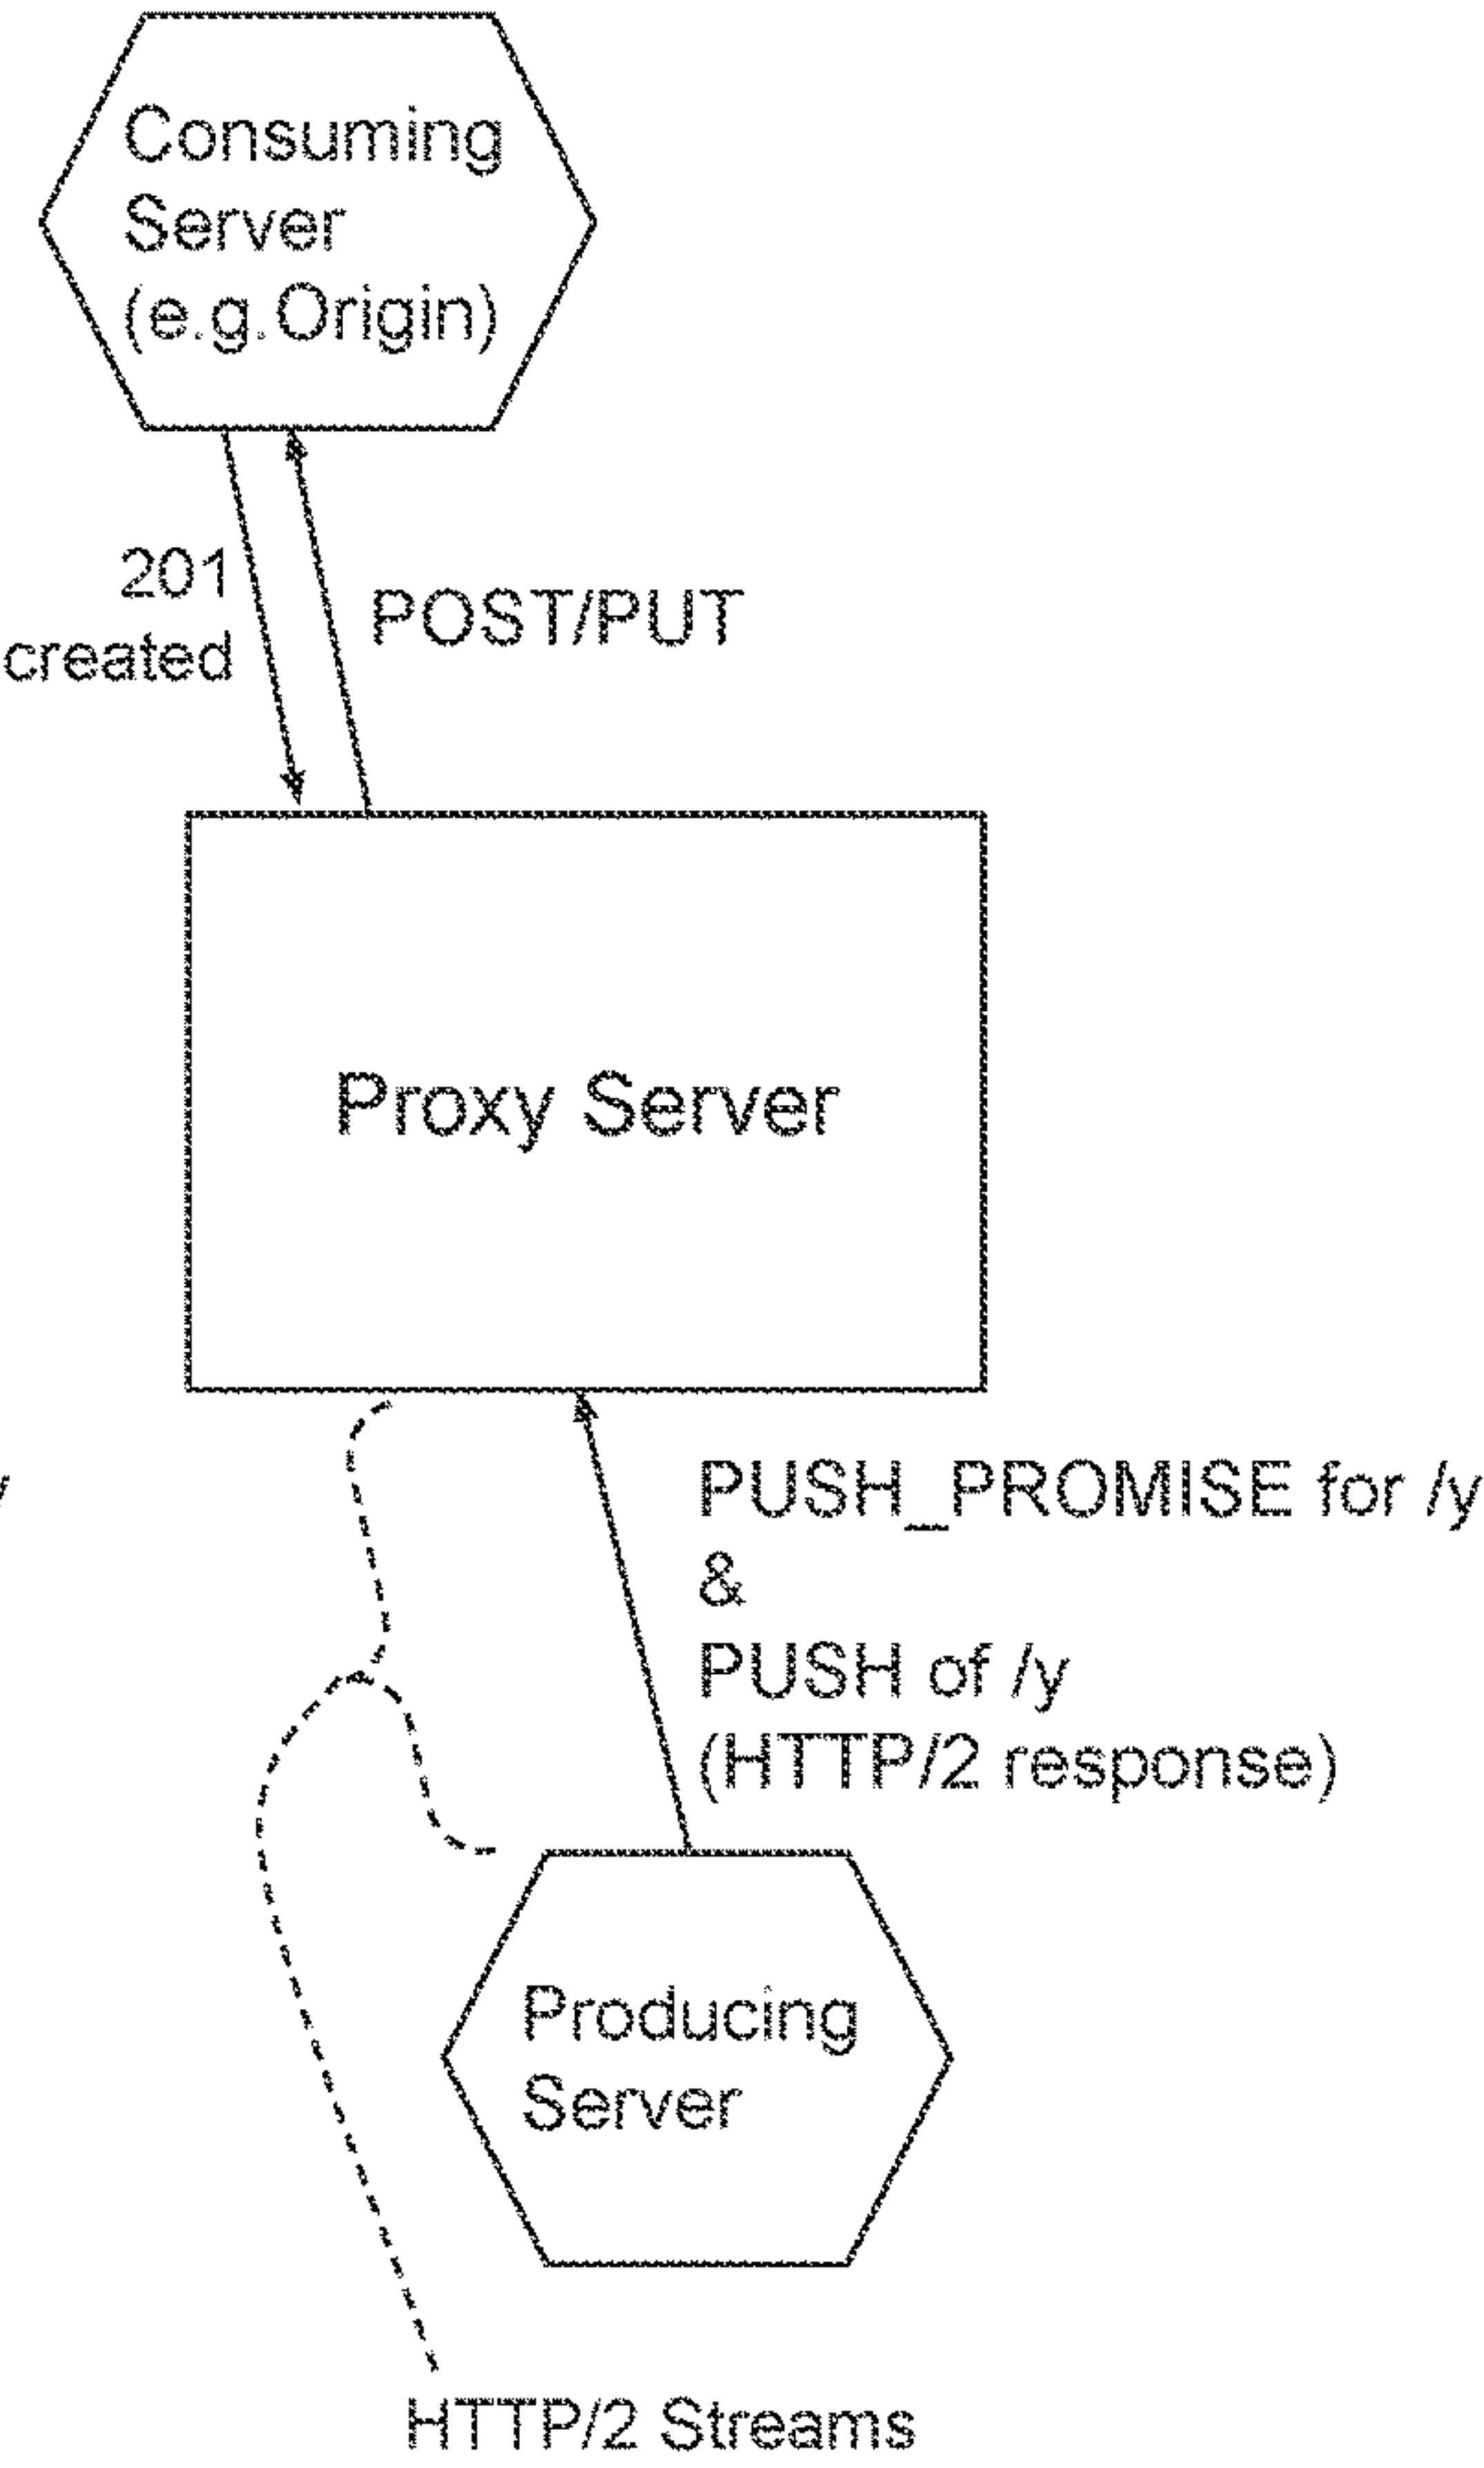 Consuming
Server
(e.g.Origin)
201
created
POST/PUT
Proxy Server
PUSH_PROMISE for /y
&
PUSH of /y
(HTTP/2 response)
Producing
Server
HTTP/2 Streams